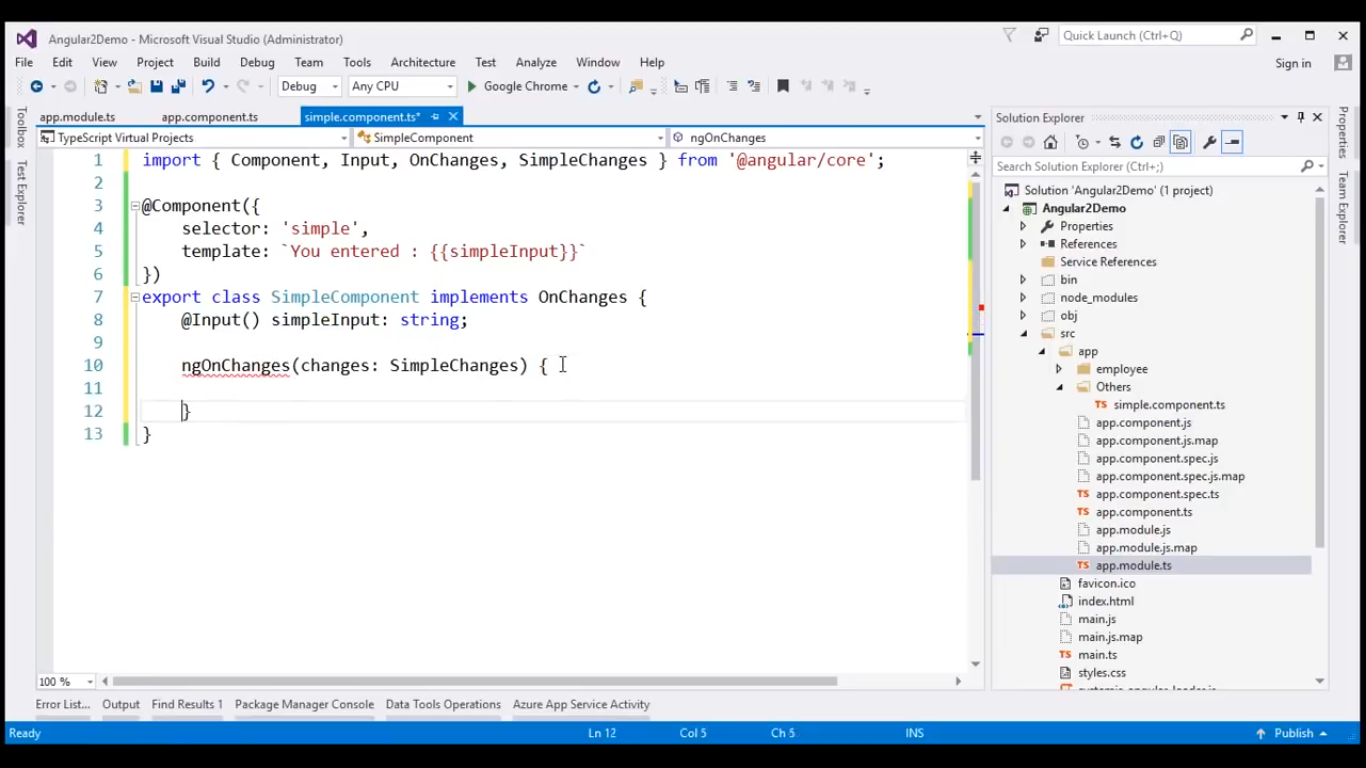 Angular2Demo - Microsoft Visual Studio (Administrator)
Quick Launch (Ctrl+Q)
File Edit View Project Build Debug Team Tools Architecture Test Analyze Window Help
Sign in
Debug Any CPU Google Chrome
Toolbox
Test Explorer
app.module.ts app.component.ts simple.component.ts*
TypeScript Virtual Projects SimpleComponent ngOnChanges
1 import { Component, Input, OnChanges, SimpleChanges } from '@angular/core';
2
3 @Component({
4 selector: 'simple',
5 template: `You entered : {{simpleInput}}`
6 })
7 export class SimpleComponent implements OnChanges {
8 @Input() simpleInput: string;
9
10 ngOnChanges(changes: SimpleChanges) {
11
12 }
13 }
100 %
Solution Explorer
Search Solution Explorer (Ctrl+;)
Solution 'Angular2Demo' (1 project)
Angular2Demo
Properties
References
Service References
bin
node_modules
obj
src
app
employee
Others
TS simple.component.ts
app.component.js
app.component.js.map
app.component.spec.js
app.component.spec.js.map
TS app.component.spec.ts
TS app.component.ts
app.module.js
app.module.js.map
TS app.module.ts
favicon.ico
index.html
main.js
main.js.map
TS main.ts
styles.css
Properties
Team Explorer
Error List... Output Find Results 1 Package Manager Console Data Tools Operations Azure App Service Activity
Ready Ln 12 Col 5 Ch 5 INS Publish